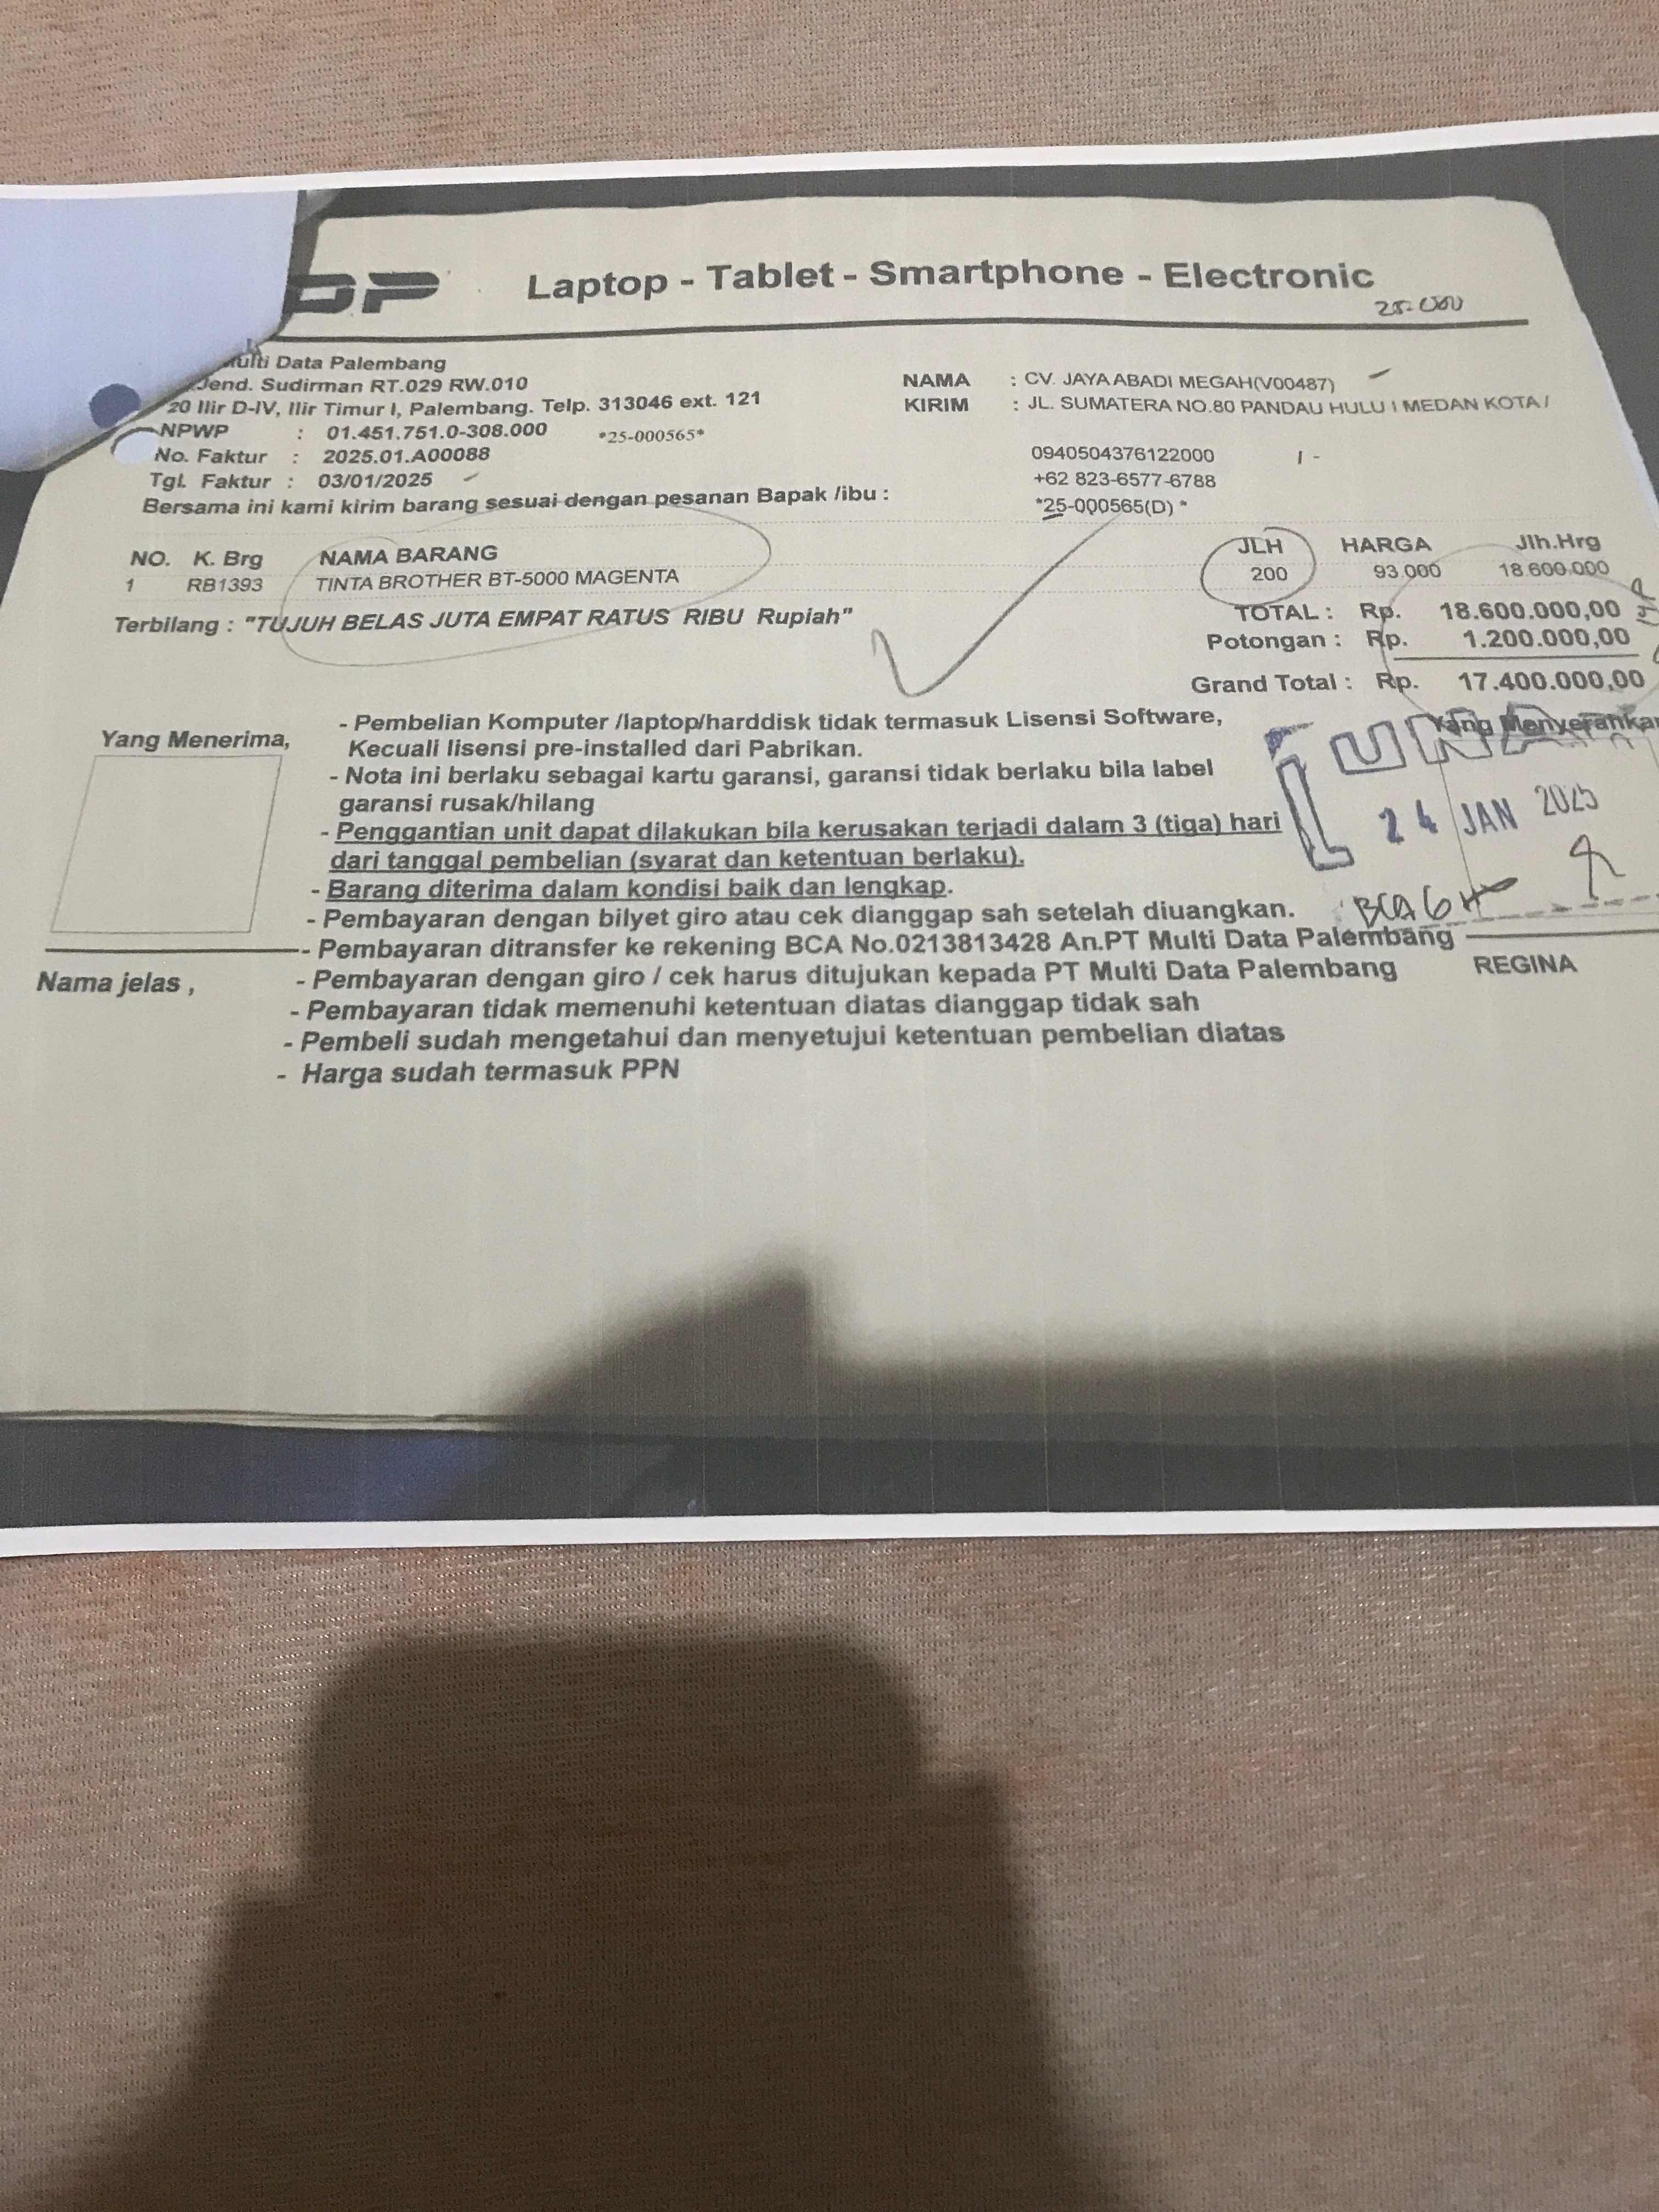 DP Laptop - Tablet - Smartphone - Electronic
25.000
Multi Data Palembang
Jend. Sudirman RT.029 RW.010
20 Ilir D-IV, Ilir Timur I, Palembang. Telp. 313046 ext. 121
NPWP : 01.451.751.0-308.000 *25-000565*
No. Faktur : 2025.01.A00088
Tgl. Faktur : 03/01/2025
Bersama ini kami kirim barang sesuai dengan pesanan Bapak /ibu :
NAMA : CV. JAYA ABADI MEGAH(V00487)
KIRIM : JL. SUMATERA NO.80 PANDAU HULU I MEDAN KOTA /
0940504376122000
+62 823-6577-6788
*25-000565(D) *
NO. K. Brg NAMA BARANG JLH HARGA Jlh.Hrg
1 RB1393 TINTA BROTHER BT-5000 MAGENTA 200 93.000 18.600.000
Terbilang : "TUJUH BELAS JUTA EMPAT RATUS RIBU Rupiah"
TOTAL : Rp. 18.600.000,00
Potongan : Rp. 1.200.000,00
Grand Total : Rp. 17.400.000,00
Yang Menerima,
- Pembelian Komputer /laptop/harddisk tidak termasuk Lisensi Software,
Kecuali lisensi pre-installed dari Pabrikan.
- Nota ini berlaku sebagai kartu garansi, garansi tidak berlaku bila label
garansi rusak/hilang
- Penggantian unit dapat dilakukan bila kerusakan terjadi dalam 3 (tiga) hari
dari tanggal pembelian (syarat dan ketentuan berlaku).
- Barang diterima dalam kondisi baik dan lengkap.
- Pembayaran dengan bilyet giro atau cek dianggap sah setelah diuangkan.
- Pembayaran ditransfer ke rekening BCA No.0213813428 An.PT Multi Data Palembang
- Pembayaran dengan giro / cek harus ditujukan kepada PT Multi Data Palembang
- Pembayaran tidak memenuhi ketentuan diatas dianggap tidak sah
- Pembeli sudah mengetahui dan menyetujui ketentuan pembelian diatas
- Harga sudah termasuk PPN
Yang Menyerahkan
24 JAN 2025
BCA
REGINA
Nama jelas ,